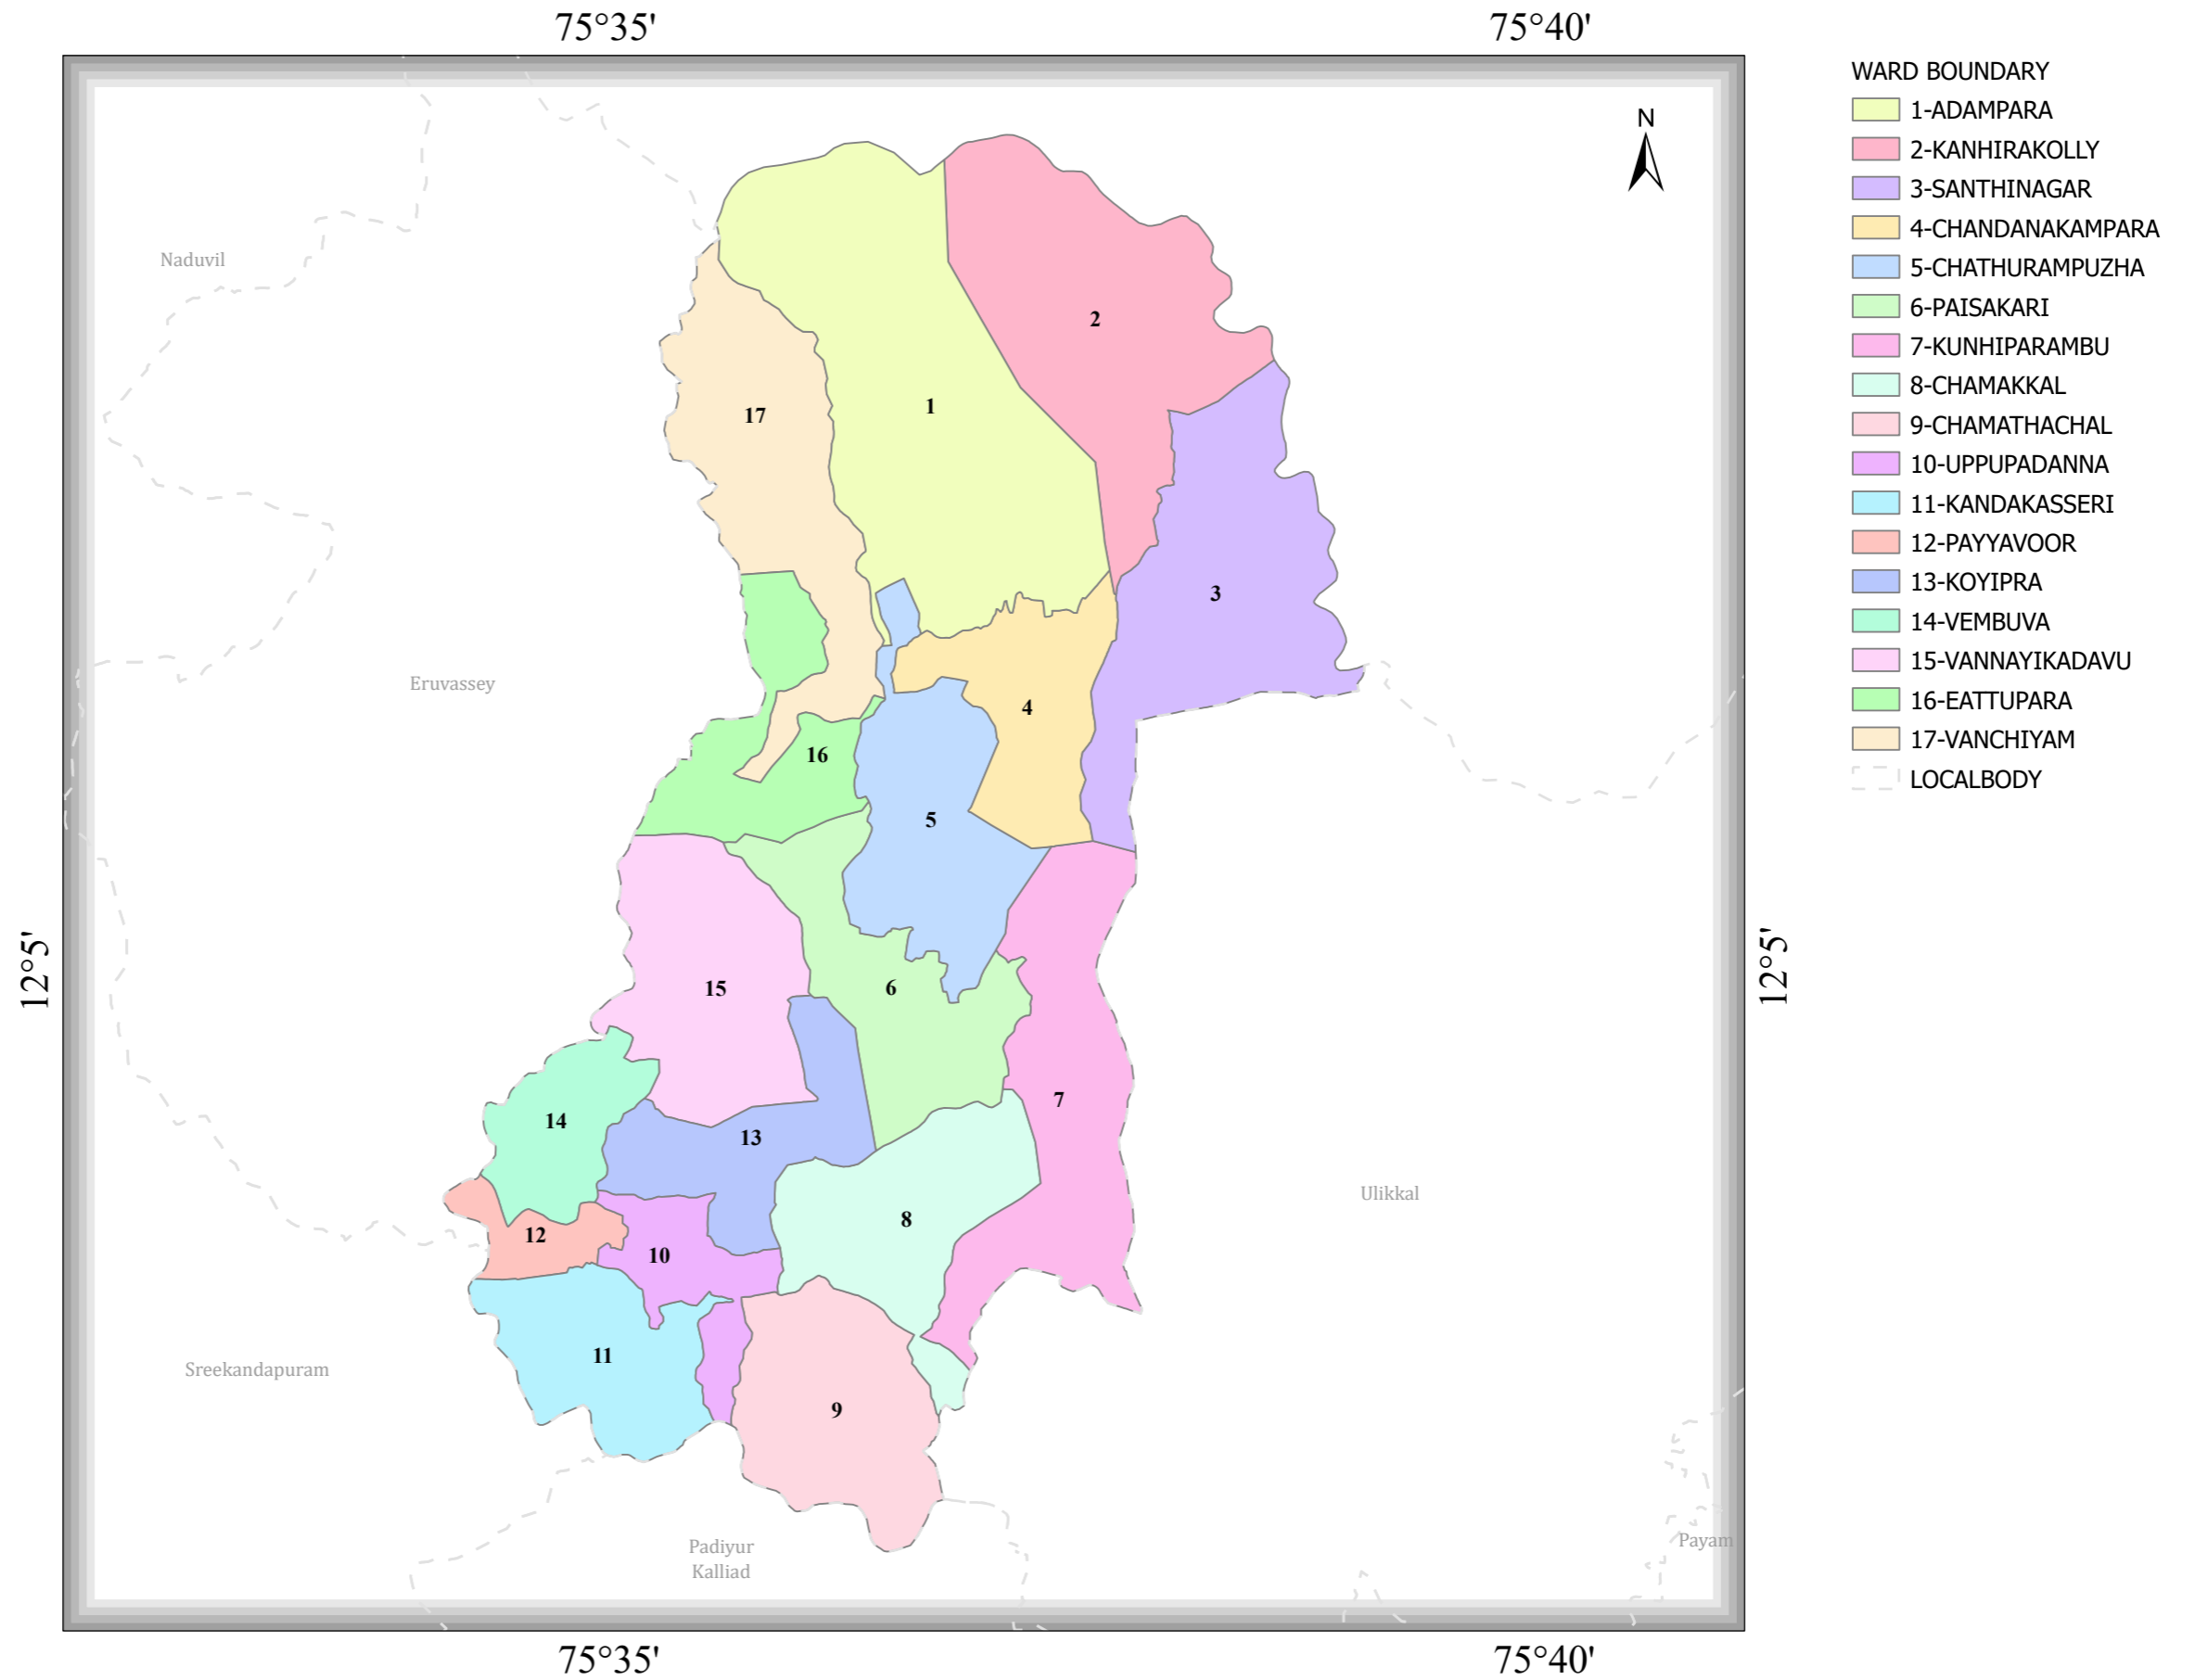 75°35'
75°40'
WARD BOUNDARY
1-ADAMPARA
2-KANHIRAKOLLY
3-SANTHINAGAR
4-CHANDANAKAMPARA
5-CHATHURAMPUZHA
6-PAISAKARI
7-KUNHIPARAMBU
8-CHAMAKKAL
9-CHAMATHACHAL
10-UPPUPADANNA
11-KANDAKASSERI
12-PAYYAVOOR
13-KOYIPRA
14-VEMBUVA
15-VANNAYIKADAVU
16-EATTUPARA
17-VANCHIYAM
LOCALBODY
N
Naduvil
2
1
17
3
Eruvassey
4
16
5
12°5'
12°5'
15
6
7
14
13
Ulikkal
8
12
10
11
Sreekandapuram
9
Padiyur
Kalliad
Payam
75°35'
75°40'